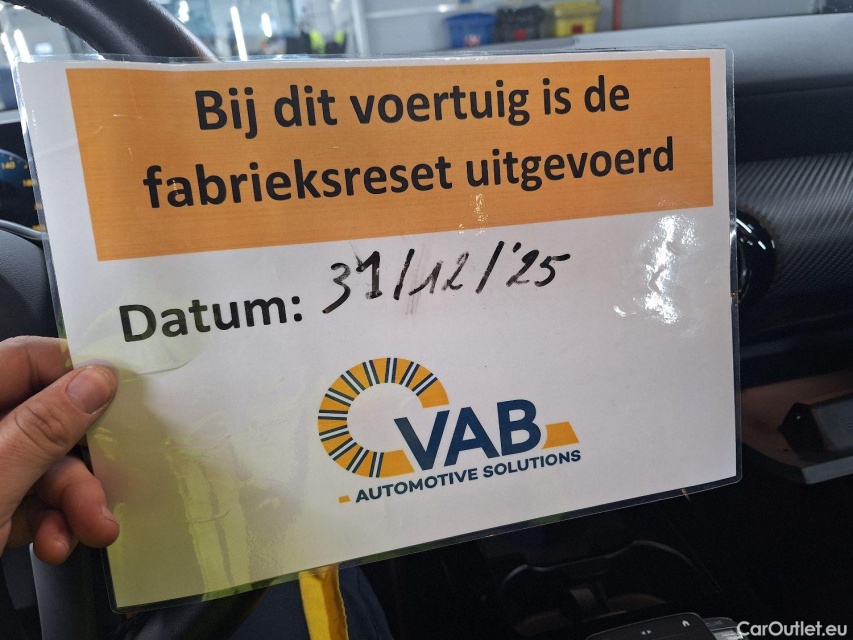 Bij dit voertuig is de
fabrieksreset uitgevoerd
Datum: 31/12/'25
VAB
AUTOMOTIVE SOLUTIONS
CarOutlet.eu